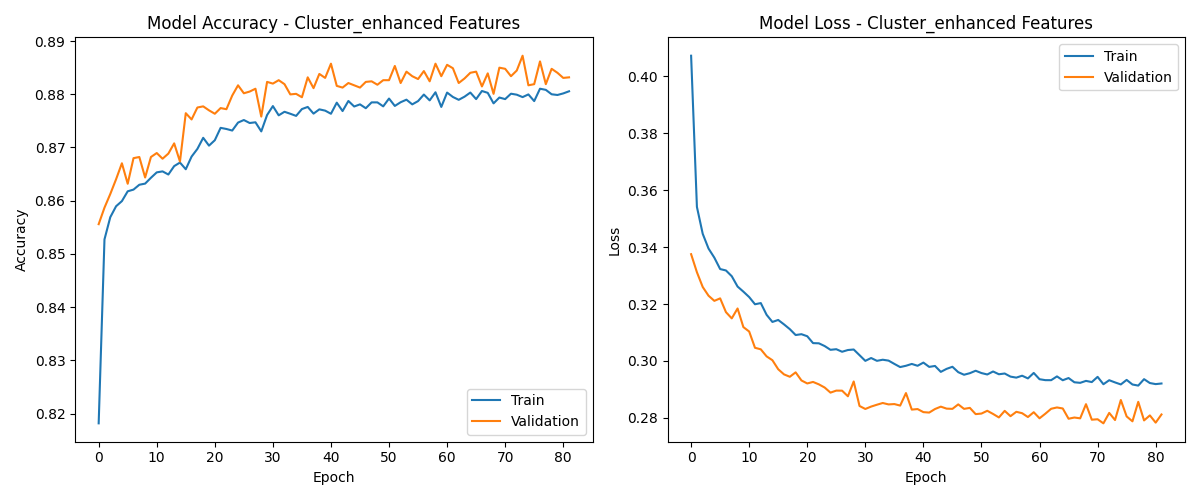 Model Accuracy - Cluster_enhanced Features
0.89
0.88
0.87
0.86
0.85
0.84
0.83
0.82
Accuracy
0 10 20 30 40 50 60 70 80
Epoch
Train
Validation
Model Loss - Cluster_enhanced Features
0.40
0.38
0.36
0.34
0.32
0.30
0.28
Loss
0 10 20 30 40 50 60 70 80
Epoch
Train
Validation